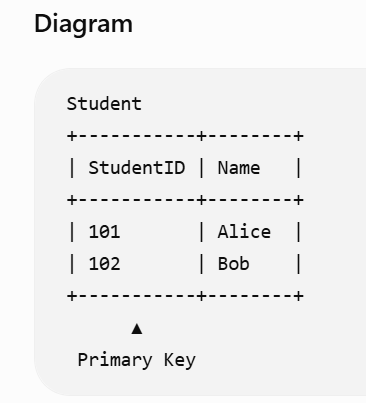 Diagram
Student
+-----------+--------+
| StudentID | Name   |
+-----------+--------+
| 101       | Alice  |
| 102       | Bob    |
+-----------+--------+
      ▲
 Primary Key